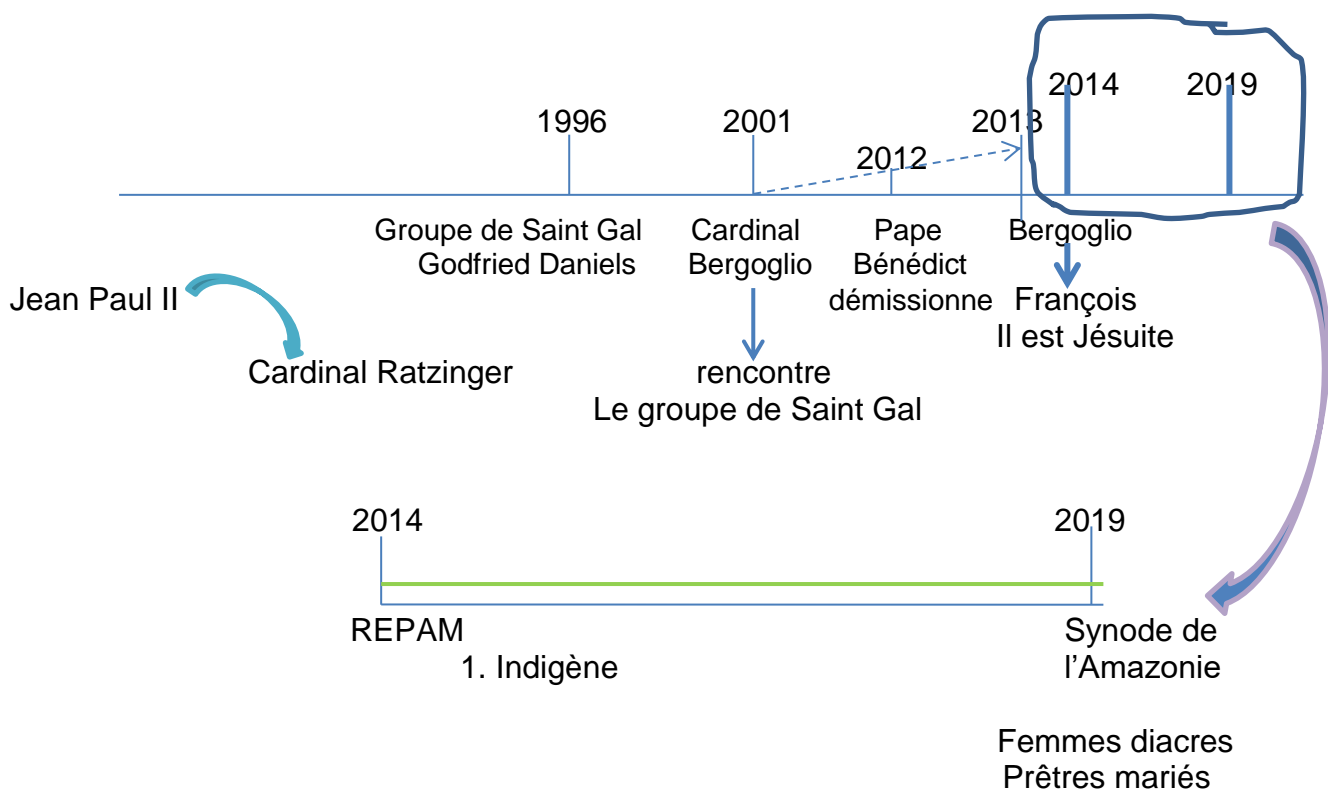 2014 2019
1996 2001 2013
2012
Groupe de Saint Gal
Godfried Daniels
Cardinal
Bergoglio
Pape
Bénédict
démissionne
Bergoglio
François
Il est Jésuite
Jean Paul II
Cardinal Ratzinger
rencontre
Le groupe de Saint Gal
2014 2019
REPAM
1. Indigène
Synode de
l’Amazonie
Femmes diacres
Prêtres mariés